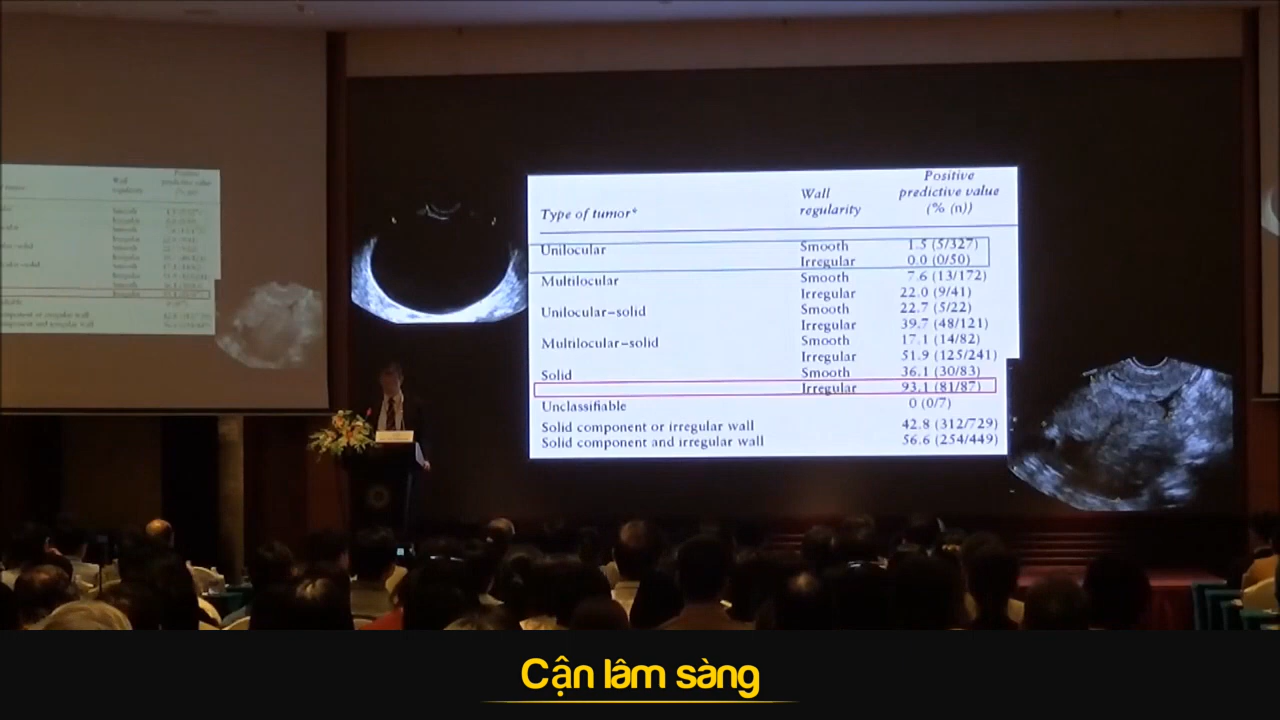 Type of tumor* Wall regularity Positive predictive value (% (n))
Unilocular Smooth 1.5 (5/327)
Irregular 0.0 (0/50)
Multilocular Smooth 7.6 (13/172)
Irregular 22.0 (9/41)
Unilocular–solid Smooth 22.7 (5/22)
Irregular 39.7 (48/121)
Multilocular–solid Smooth 17.1 (14/82)
Irregular 51.9 (125/241)
Solid Smooth 36.1 (30/83)
Irregular 93.1 (81/87)
Unclassifiable 0 (0/7)
Solid component or irregular wall 42.8 (312/729)
Solid component and irregular wall 56.6 (254/449)
Cận lâm sàng